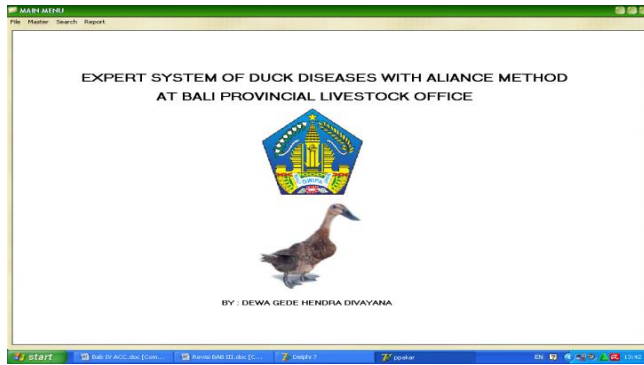 MAIN MENU
File Master Search Report
EXPERT SYSTEM OF DUCK DISEASES WITH ALIANCE METHOD
AT BALI PROVINCIAL LIVESTOCK OFFICE
DWIPA
BY : DEWA GEDE HENDRA DIVAYANA
start Bab IV ACC.doc [Com... Revisi BAB III.doc [C... Delphi 7 ppakar EN 13:42